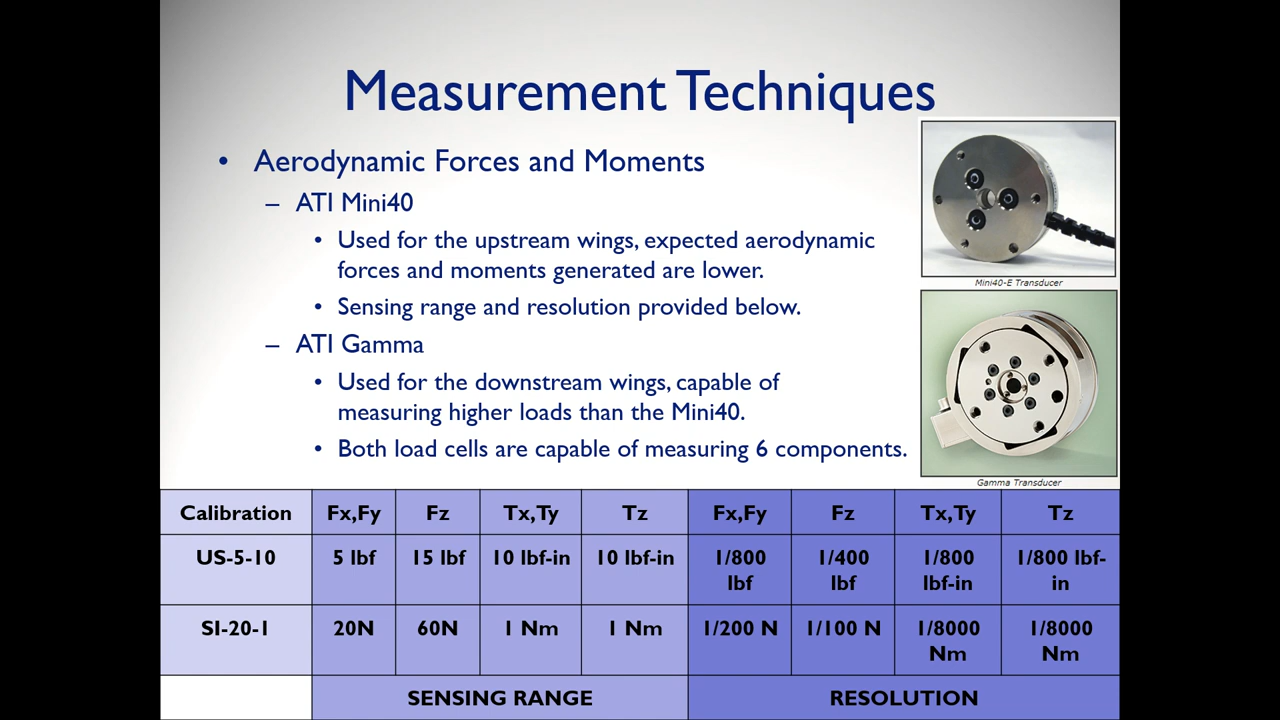 Measurement Techniques
• Aerodynamic Forces and Moments
– ATI Mini40
• Used for the upstream wings, expected aerodynamic
forces and moments generated are lower.
• Sensing range and resolution provided below.
– ATI Gamma
• Used for the downstream wings, capable of
measuring higher loads than the Mini40.
• Both load cells are capable of measuring 6 components.
Mini40-E Transducer
Gamma Transducer
Calibration Fx,Fy Fz Tx,Ty Tz Fx,Fy Fz Tx,Ty Tz
US-5-10 5 lbf 15 lbf 10 lbf-in 10 lbf-in 1/800 lbf 1/400 lbf 1/800 lbf-in 1/800 lbf-in
SI-20-1 20N 60N 1 Nm 1 Nm 1/200 N 1/100 N 1/8000 Nm 1/8000 Nm
SENSING RANGE RESOLUTION